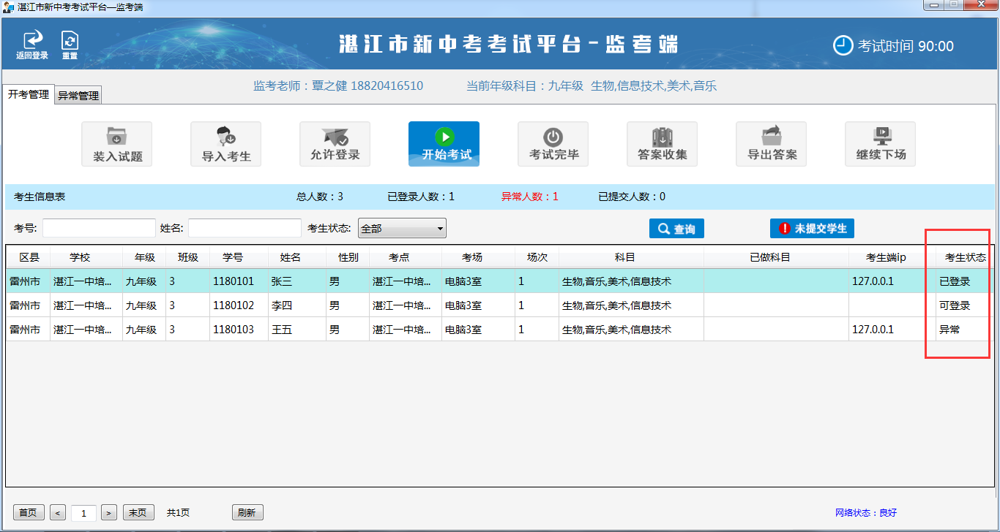 湛江市新中考考试平台—监考端
返回登录 重置 湛江市新中考考试平台-监考端 考试时间 90:00
开考管理 异常管理 监考老师：覃之健 18820416510 当前年级科目：九年级 生物,信息技术,美术,音乐
装入试题 导入考生 允许登录 开始考试 考试完毕 答案收集 导出答案 继续下场
考生信息表 总人数：3 已登录人数：1 异常人数：1 已提交人数：0
考号: 姓名: 考生状态: 全部 查询 未提交学生
区县 学校 年级 班级 学号 姓名 性别 考点 考场 场次 科目 已做科目 考生端ip 考生状态
雷州市 湛江一中培... 九年级 3 1180101 张三 男 湛江一中培... 电脑3室 1 生物,音乐,美术,信息技术 127.0.0.1 已登录
雷州市 湛江一中培... 九年级 3 1180102 李四 男 湛江一中培... 电脑3室 1 生物,音乐,美术,信息技术 可登录
雷州市 湛江一中培... 九年级 3 1180103 王五 男 湛江一中培... 电脑3室 1 生物,音乐,美术,信息技术 127.0.0.1 异常
首页 < 1 > 末页 共1页 刷新 网络状态：良好